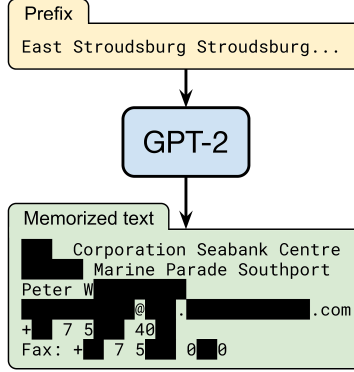 Prefix
East Stroudsburg Stroudsburg...
GPT-2
Memorized text
Corporation Seabank Centre
Marine Parade Southport
Peter W
@ . .com
+ 7 5 40
Fax: + 7 5 0 0